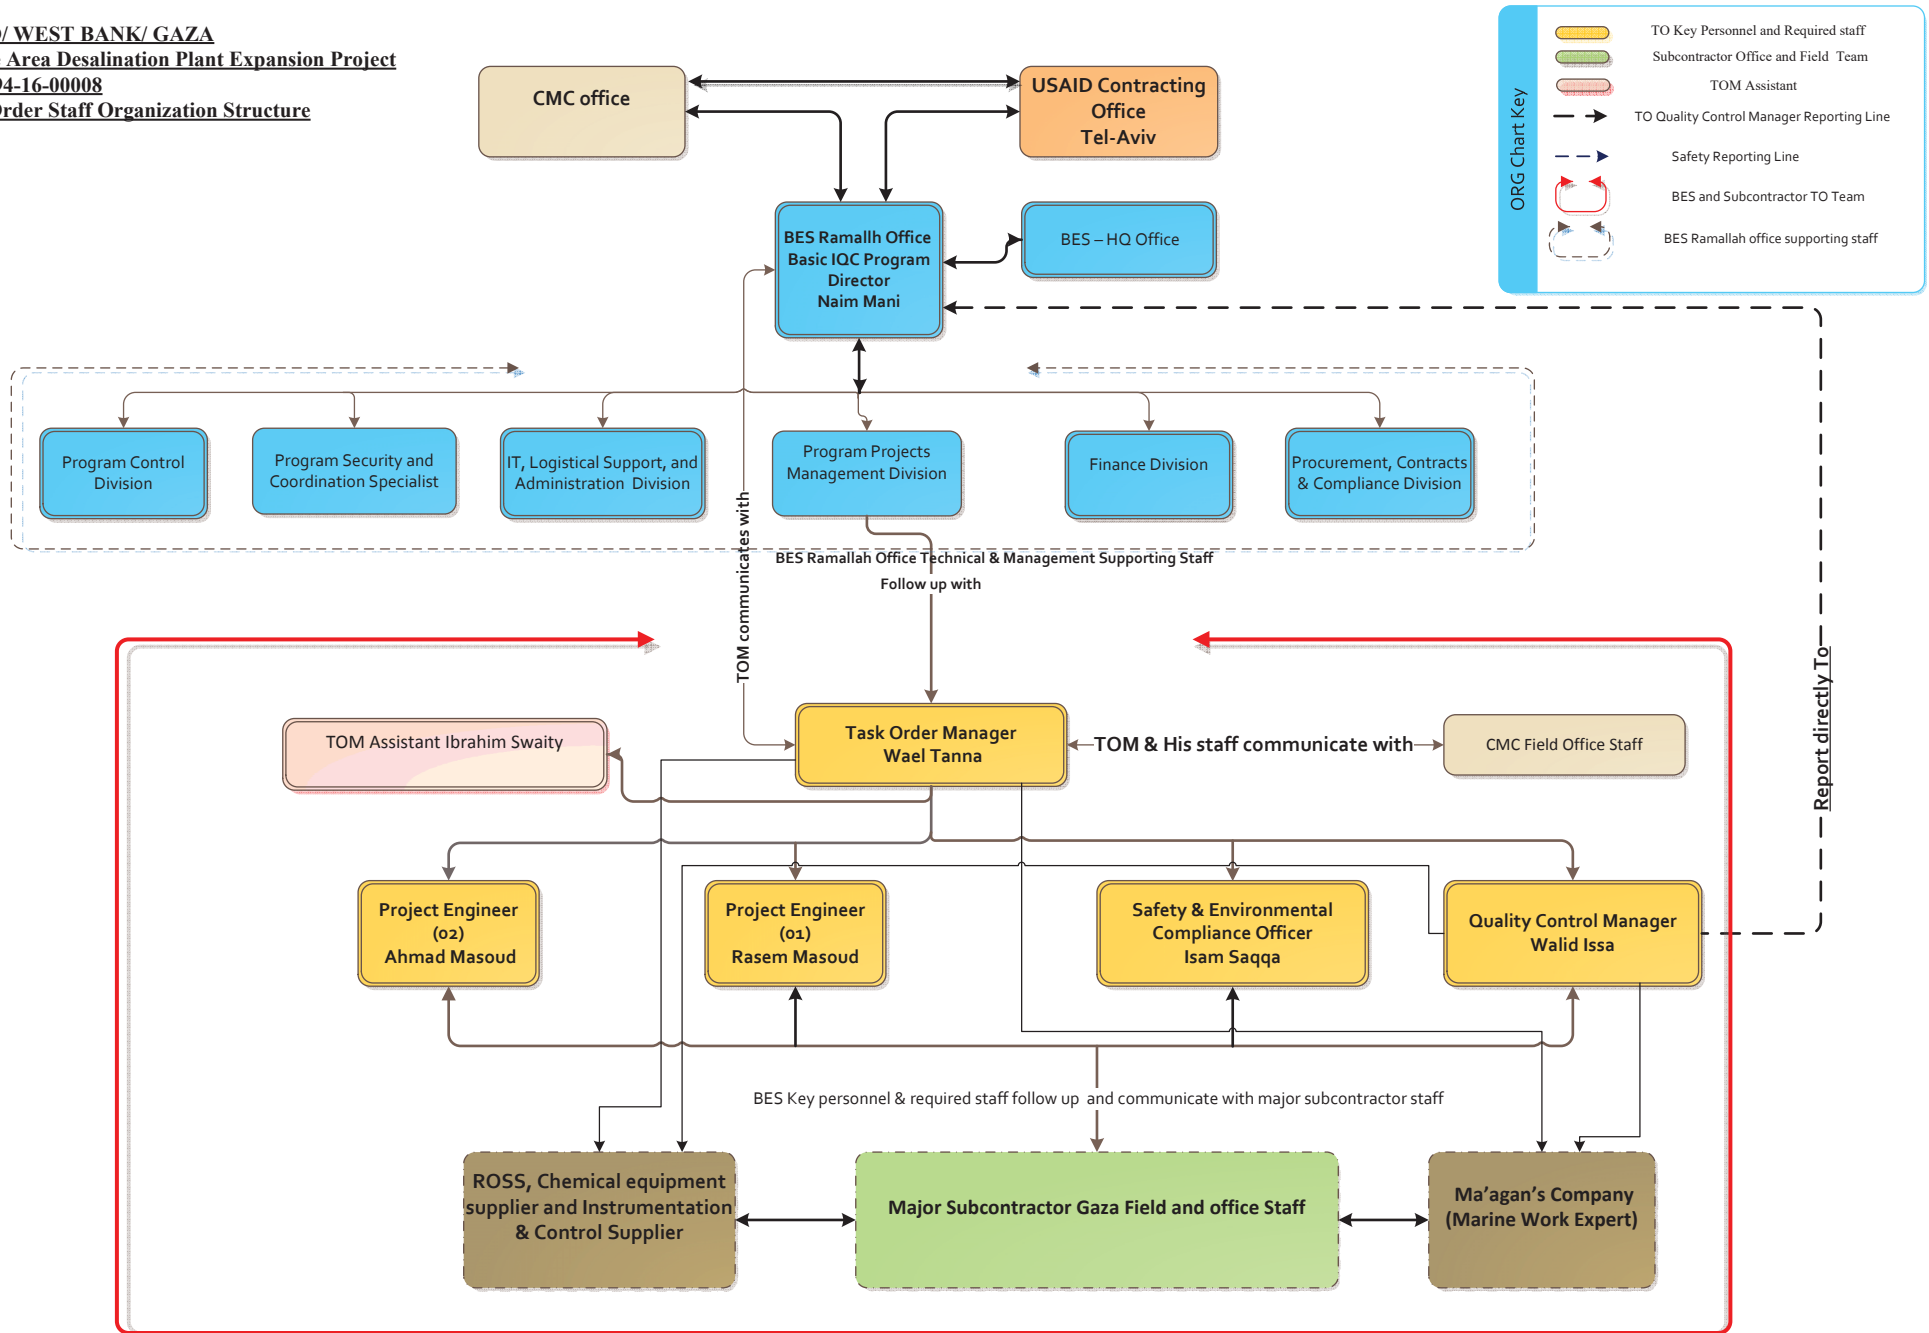 / WEST BANK/ GAZA
Area Desalination Plant Expansion Project
94-16-00008
Order Staff Organization Structure
CMC office
USAID Contracting
Office
Tel-Aviv
ORG Chart Key
TO Key Personnel and Required staff
Subcontractor Office and Field Team
TOM Assistant
TO Quality Control Manager Reporting Line
Safety Reporting Line
BES and Subcontractor TO Team
BES Ramallah office supporting staff
BES Ramallh Office
Basic IQC Program
Director
Naim Mani
BES – HQ Office
Program Control
Division
Program Security and
Coordination Specialist
IT, Logistical Support, and
Administration Division
Program Projects
Management Division
Finance Division
Procurement, Contracts
& Compliance Division
BES Ramallah Office Technical & Management Supporting Staff
Follow up with
TOM communicates with
Report directly To
TOM Assistant Ibrahim Swaity
Task Order Manager
Wael Tanna
TOM & His staff communicate with
CMC Field Office Staff
Project Engineer
(02)
Ahmad Masoud
Project Engineer
(01)
Rasem Masoud
Safety & Environmental
Compliance Officer
Isam Saqqa
Quality Control Manager
Walid Issa
BES Key personnel & required staff follow up and communicate with major subcontractor staff
ROSS, Chemical equipment
supplier and Instrumentation
& Control Supplier
Major Subcontractor Gaza Field and office Staff
Ma’agan’s Company
(Marine Work Expert)